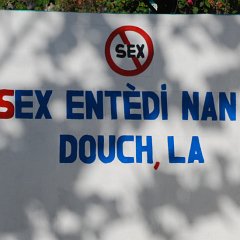 SEX
SEX ENTÈDI NAN
DOUCH, LA